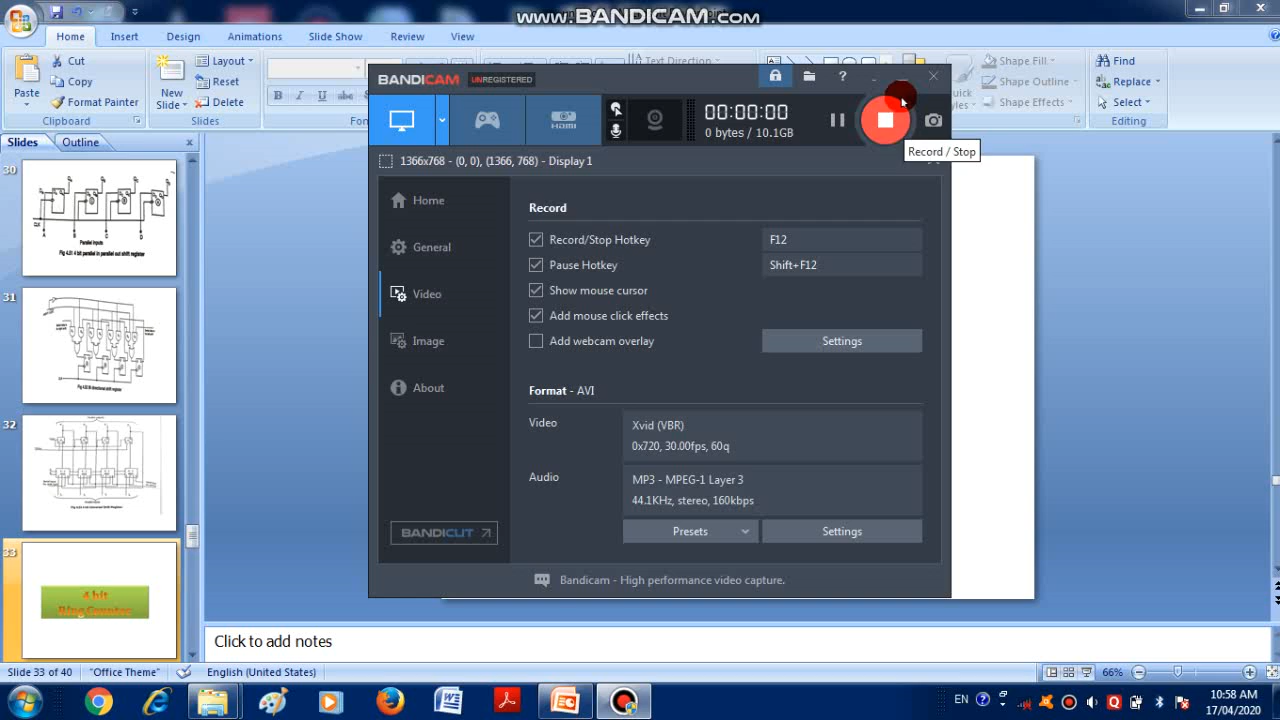 www.BANDICAM.com
Home Insert Design Animations Slide Show Review View
Paste
Cut
Copy
Format Painter
Clipboard
New Slide
Layout
Reset
Delete
Slides
B I U
Text Direction
Shape Fill
Shape Outline
Shape Effects
Find
Replace
Select
Editing
Slides Outline
30
Parallel Inputs
31
32
33
4 bit
Ring Counter
BANDICAM UNREGISTERED
HDMI
00:00:00
0 bytes / 10.1GB
Record / Stop
1366x768 - (0, 0), (1366, 768) - Display 1
Home
General
Video
Image
About
BANDICUT
Record
Record/Stop Hotkey F12
Pause Hotkey Shift+F12
Show mouse cursor
Add mouse click effects
Add webcam overlay Settings
Format - AVI
Video
Xvid (VBR)
0x720, 30.00fps, 60q
Audio
MP3 - MPEG-1 Layer 3
44.1KHz, stereo, 160kbps
Presets Settings
Bandicam - High performance video capture.
Click to add notes
Slide 33 of 40 "Office Theme" English (United States) 66%
EN 10:58 AM
17/04/2020